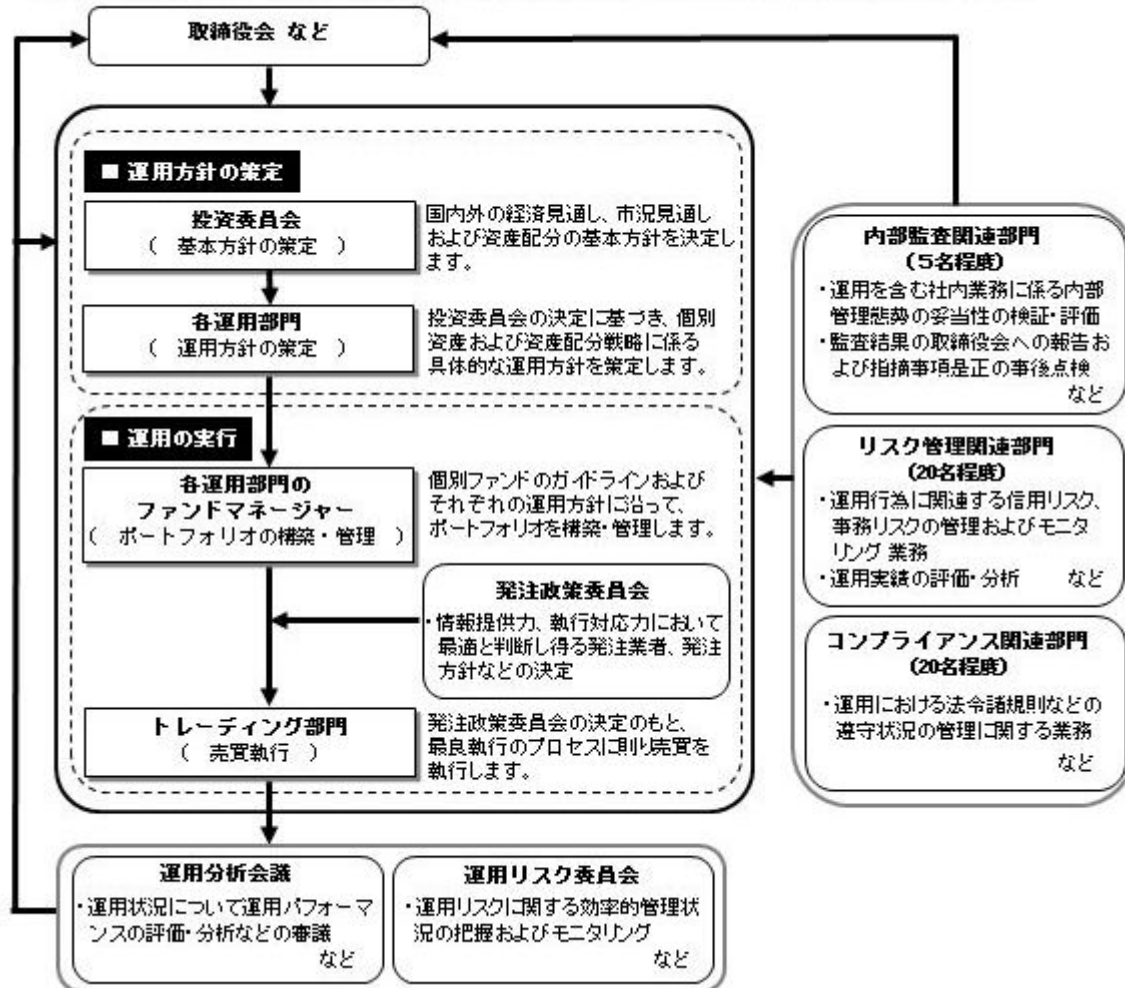 取締役会 など
■ 運用方針の策定
投資委員会
( 基本方針の策定 )
国内外の経済見通し、市況見通し
および資産配分の基本方針を決定し
ます。
各運用部門
( 運用方針の策定 )
投資委員会の決定に基づき、個別
資産および資産配分戦略に係る
具体的な運用方針を策定します。
■ 運用の実行
各運用部門の
ファンドマネージャー
( ポートフォリオの構築・管理 )
個別ファンドのガイドラインおよび
それぞれの運用方針に沿って、
ポートフォリオを構築・管理します。
発注政策委員会
・情報提供力、執行対応力において
最適と判断し得る発注業者、発注
方針などの決定
トレーディング部門
( 売買執行 )
発注政策委員会の決定のもと、
最良執行のプロセスに則り売買を
執行します。
運用分析会議
・運用状況について運用パフォーマ
ンスの評価・分析などの審議
など
運用リスク委員会
・運用リスクに関する効率的管理状
況の把握およびモニタリング
など
内部監査関連部門
(5名程度)
・運用を含む社内業務に係る内部
管理態勢の妥当性の検証・評価
・監査結果の取締役会への報告お
よび指摘事項是正の事後点検
など
リスク管理関連部門
(20名程度)
・運用行為に関連する信用リスク、
事務リスクの管理およびモニタ
リング 業務
・運用実績の評価・分析 など
コンプライアンス関連部門
(20名程度)
・運用における法令諸規則などの
遵守状況の管理に関する業務
など